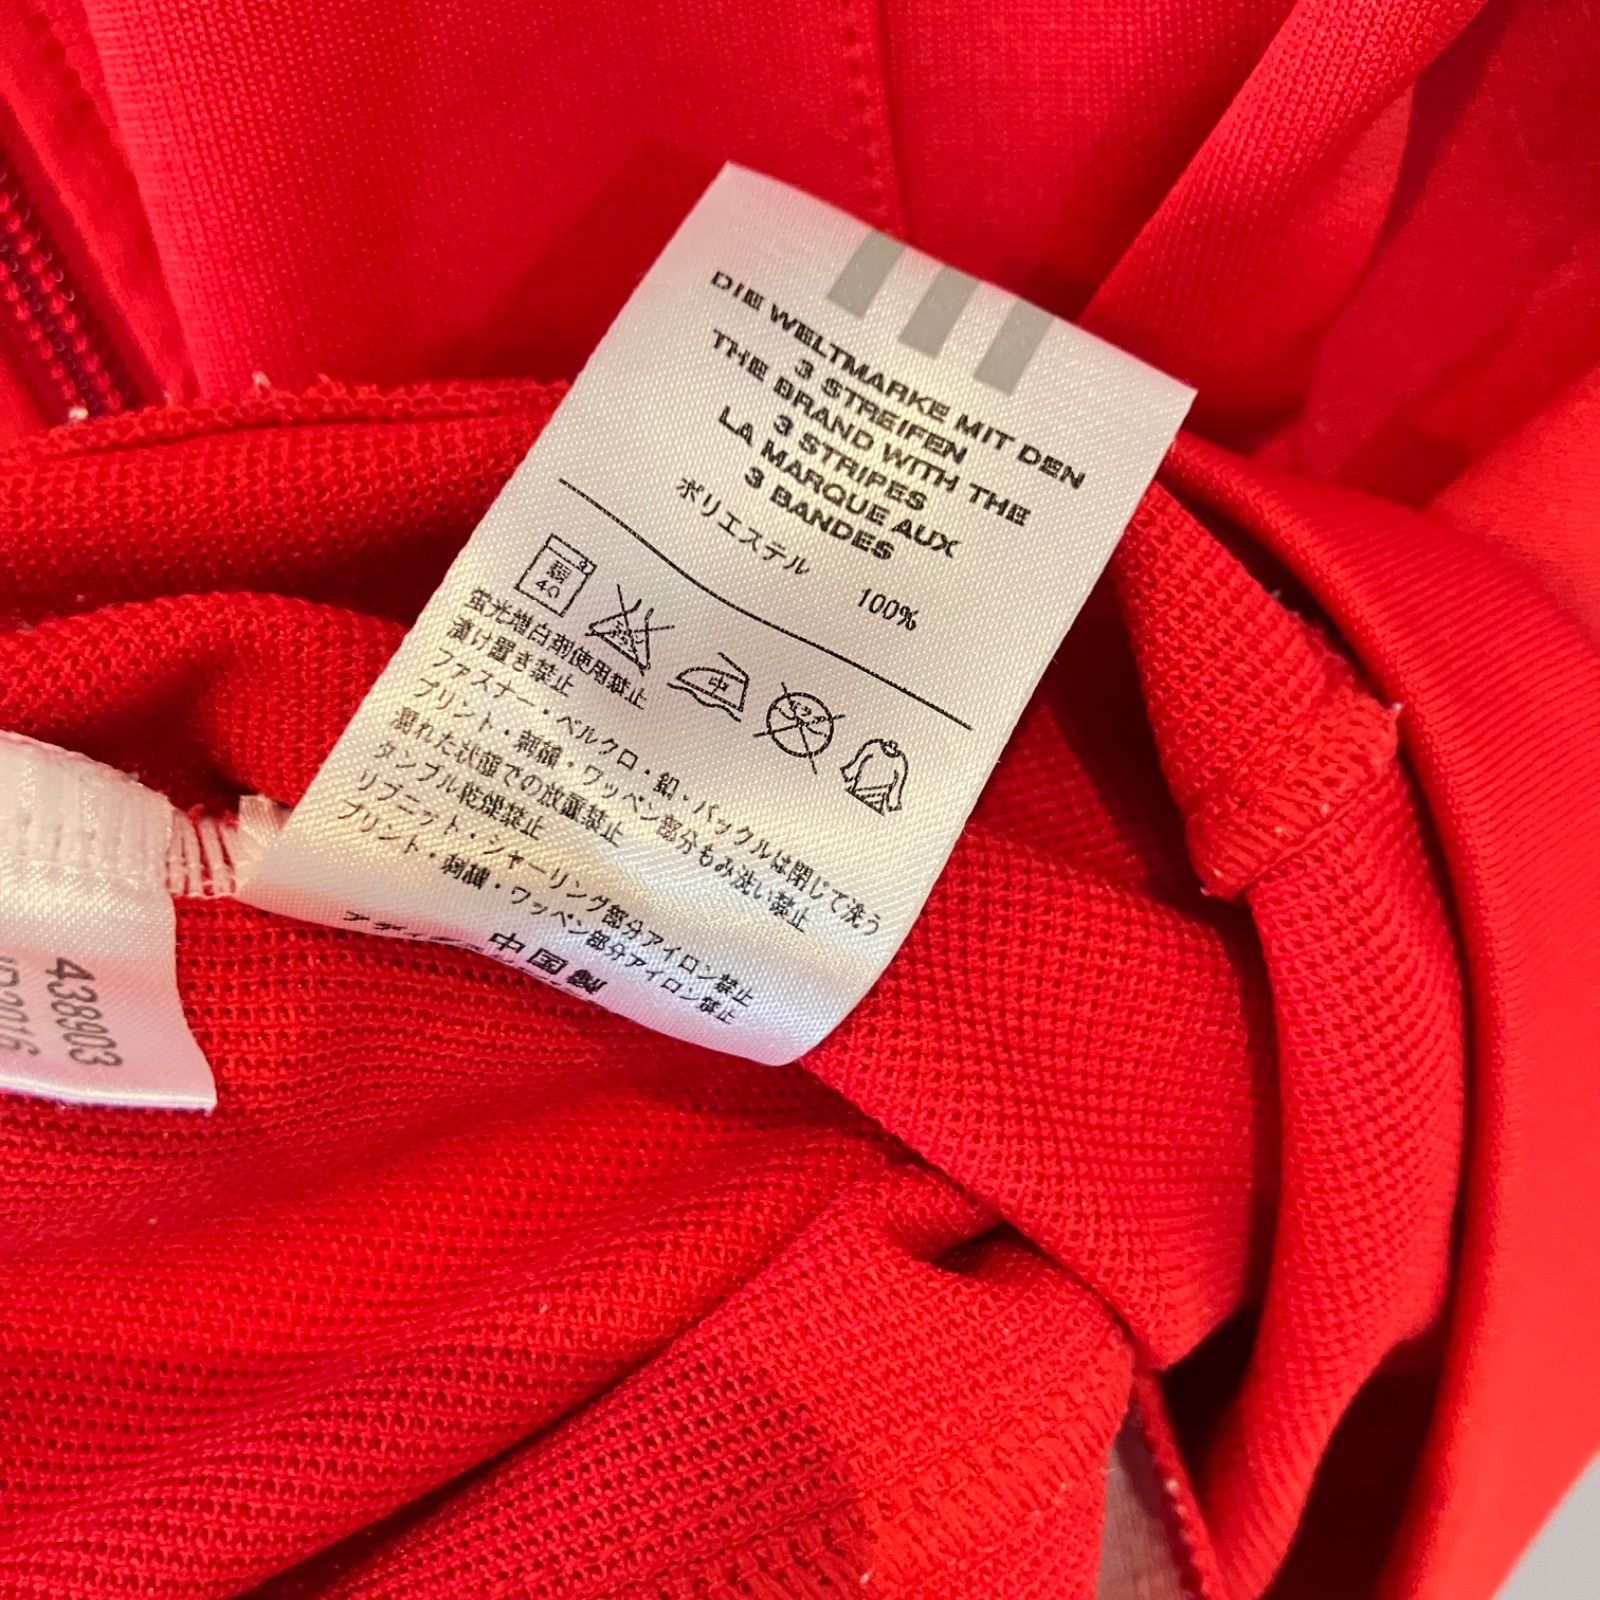 DIE WELTMARKE MIT DEN
3 STREIFEN
THE BRAND WITH THE
3 STRIPES
LA MARQUE AUX
3 BANDES
ポリエステル 100%
弱
40
中
蛍光増白剤使用禁止
漬け置き禁止
ファスナー・ベルクロ・釦・バックルは閉じて洗う
プリント・刺繍・ワッペン部分もみ洗い禁止
濡れた状態での放置禁止
タンブル乾燥禁止
リブニット・シャーリング部分アイロン禁止
プリント・刺繍・ワッペン部分アイロン禁止
中国製
438903